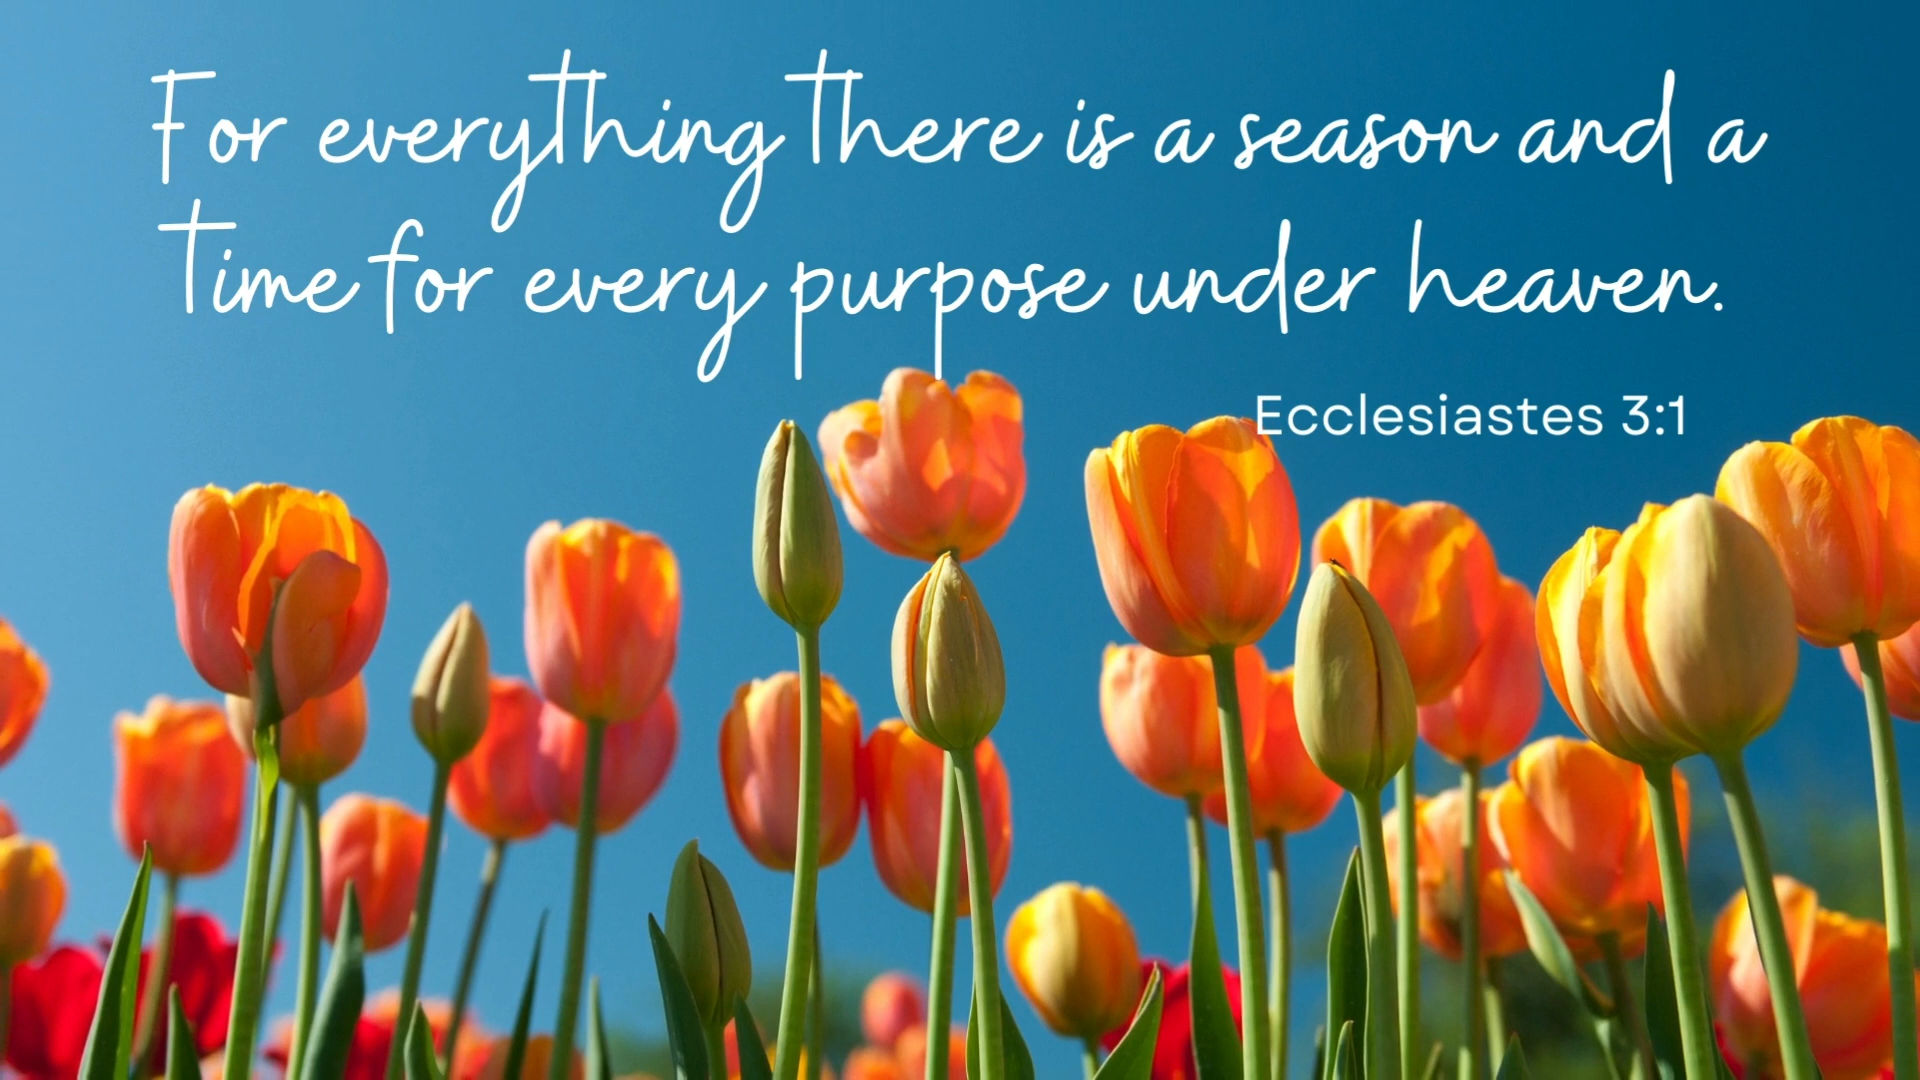 For everything there is a season and a
time for every purpose under heaven.
Ecclesiastes 3:1